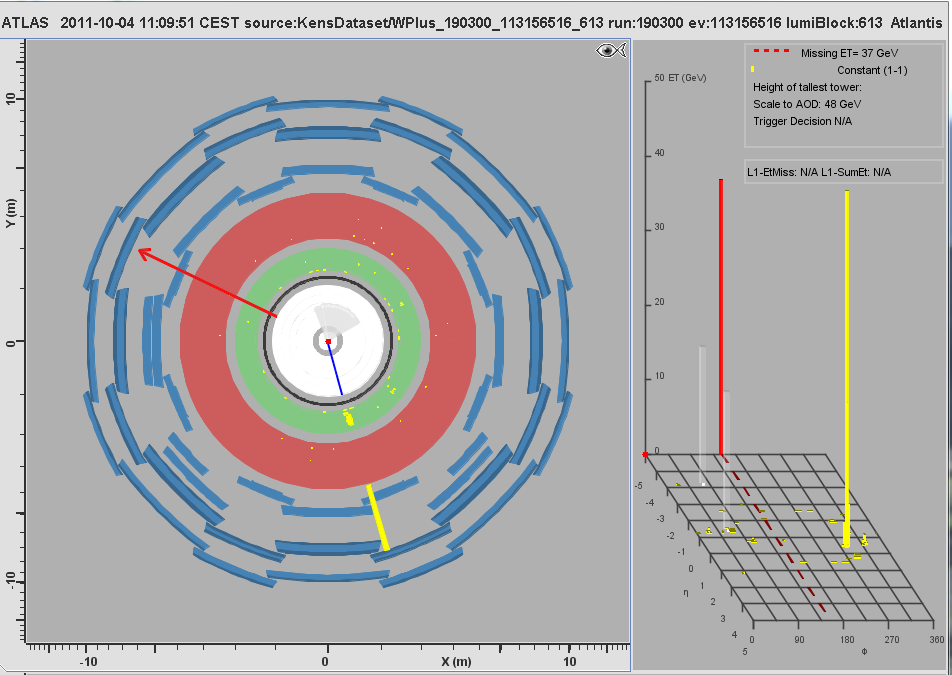 ATLAS 2011-10-04 11:09:51 CEST source:KensDataset/WPlus_190300_113156516_613 run:190300 ev:113156516 lumiBlock:613 Atlantis
10
Y (m)
0
-10
-10
0
X (m)
10
50 ET (GeV)
40
30
20
10
0
Missing ET= 37 GeV
Constant (1-1)
Height of tallest tower:
Scale to AOD: 48 GeV
Trigger Decision N/A
L1-EtMiss: N/A L1-SumEt: N/A
-5
-4
-3
-2
-1
0
η
1
2
3
4
5
0
90
180
270
360
Φ